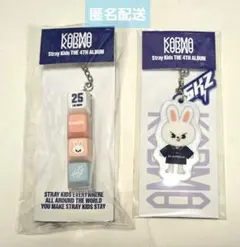 匿名配送
KARMA
Stray Kids THE 4TH ALBUM
25
STRAY KIDS EVERYWHERE
ALL AROUND THE WORLD
YOU MAKE STRAY KIDS STAY
KARMA
Stray Kids THE 4TH ALBUM
SKZ
KARMA